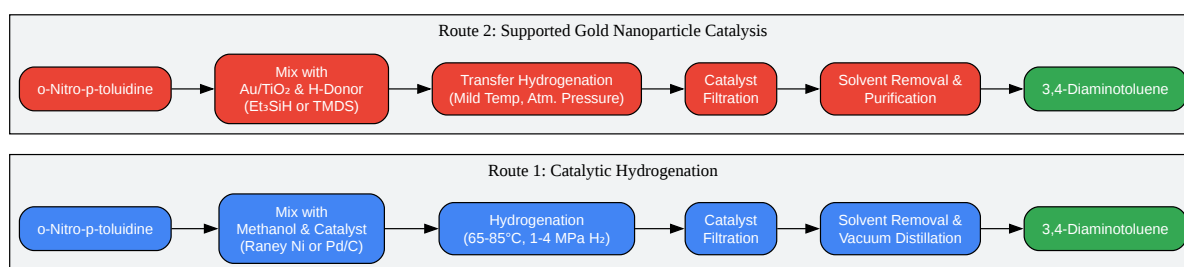 Route 2: Supported Gold Nanoparticle Catalysis
o-Nitro-p-toluidine
Mix with
Au/TiO₂ & H-Donor
(Et₃SiH or TMDS)
Transfer Hydrogenation
(Mild Temp, Atm. Pressure)
Catalyst
Filtration
Solvent Removal &
Purification
3,4-Diaminotoluene
Route 1: Catalytic Hydrogenation
o-Nitro-p-toluidine
Mix with
Methanol & Catalyst
(Raney Ni or Pd/C)
Hydrogenation
(65-85°C, 1-4 MPa H₂)
Catalyst
Filtration
Solvent Removal &
Vacuum Distillation
3,4-Diaminotoluene